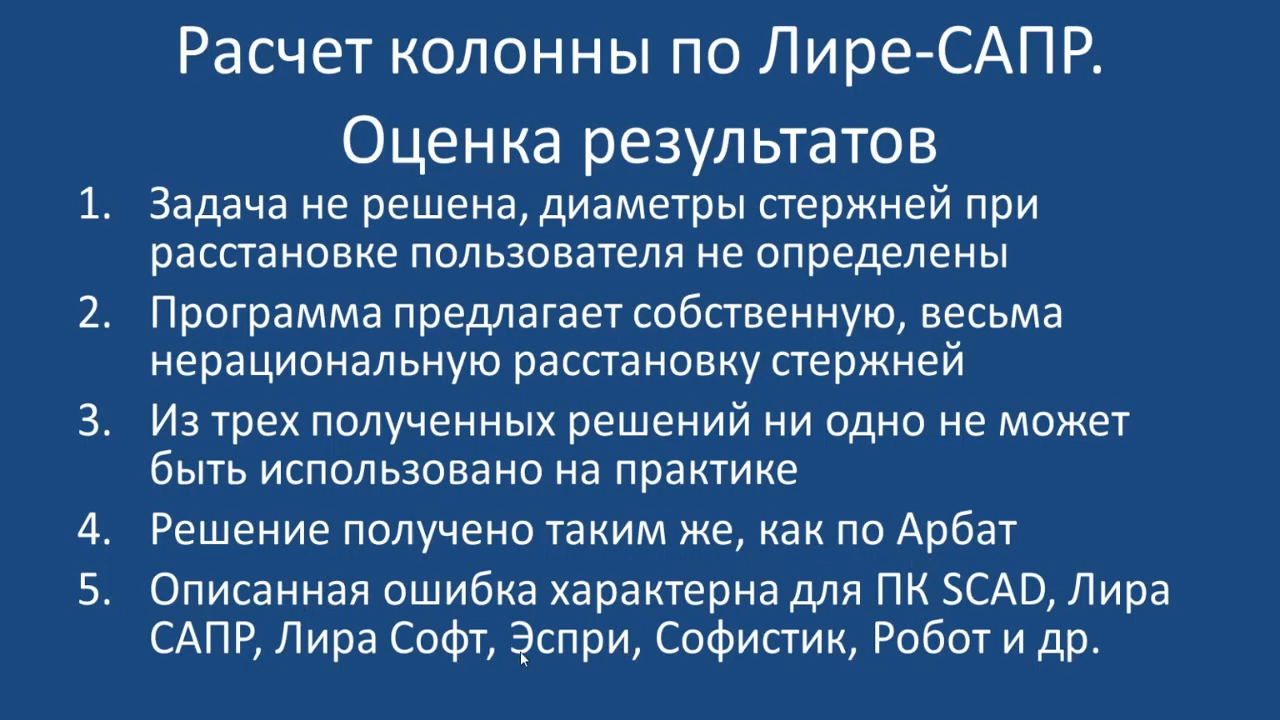 Расчет колонны по Лире-САПР.
Оценка результатов
1. Задача не решена, диаметры стержней при
расстановке пользователя не определены
2. Программа предлагает собственную, весьма
нерациональную расстановку стержней
3. Из трех полученных решений ни одно не может
быть использовано на практике
4. Решение получено таким же, как по Арбат
5. Описанная ошибка характерна для ПК SCAD, Лира
САПР, Лира Софт, Эспри, Софистик, Робот и др.